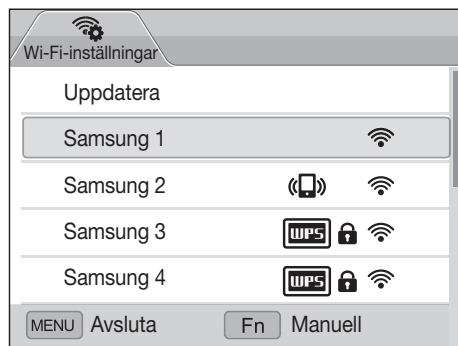 Wi-Fi-inställningar
Uppdatera
Samsung 1
Samsung 2
Samsung 3 WPS
Samsung 4 WPS
MENU Avsluta Fn Manuell